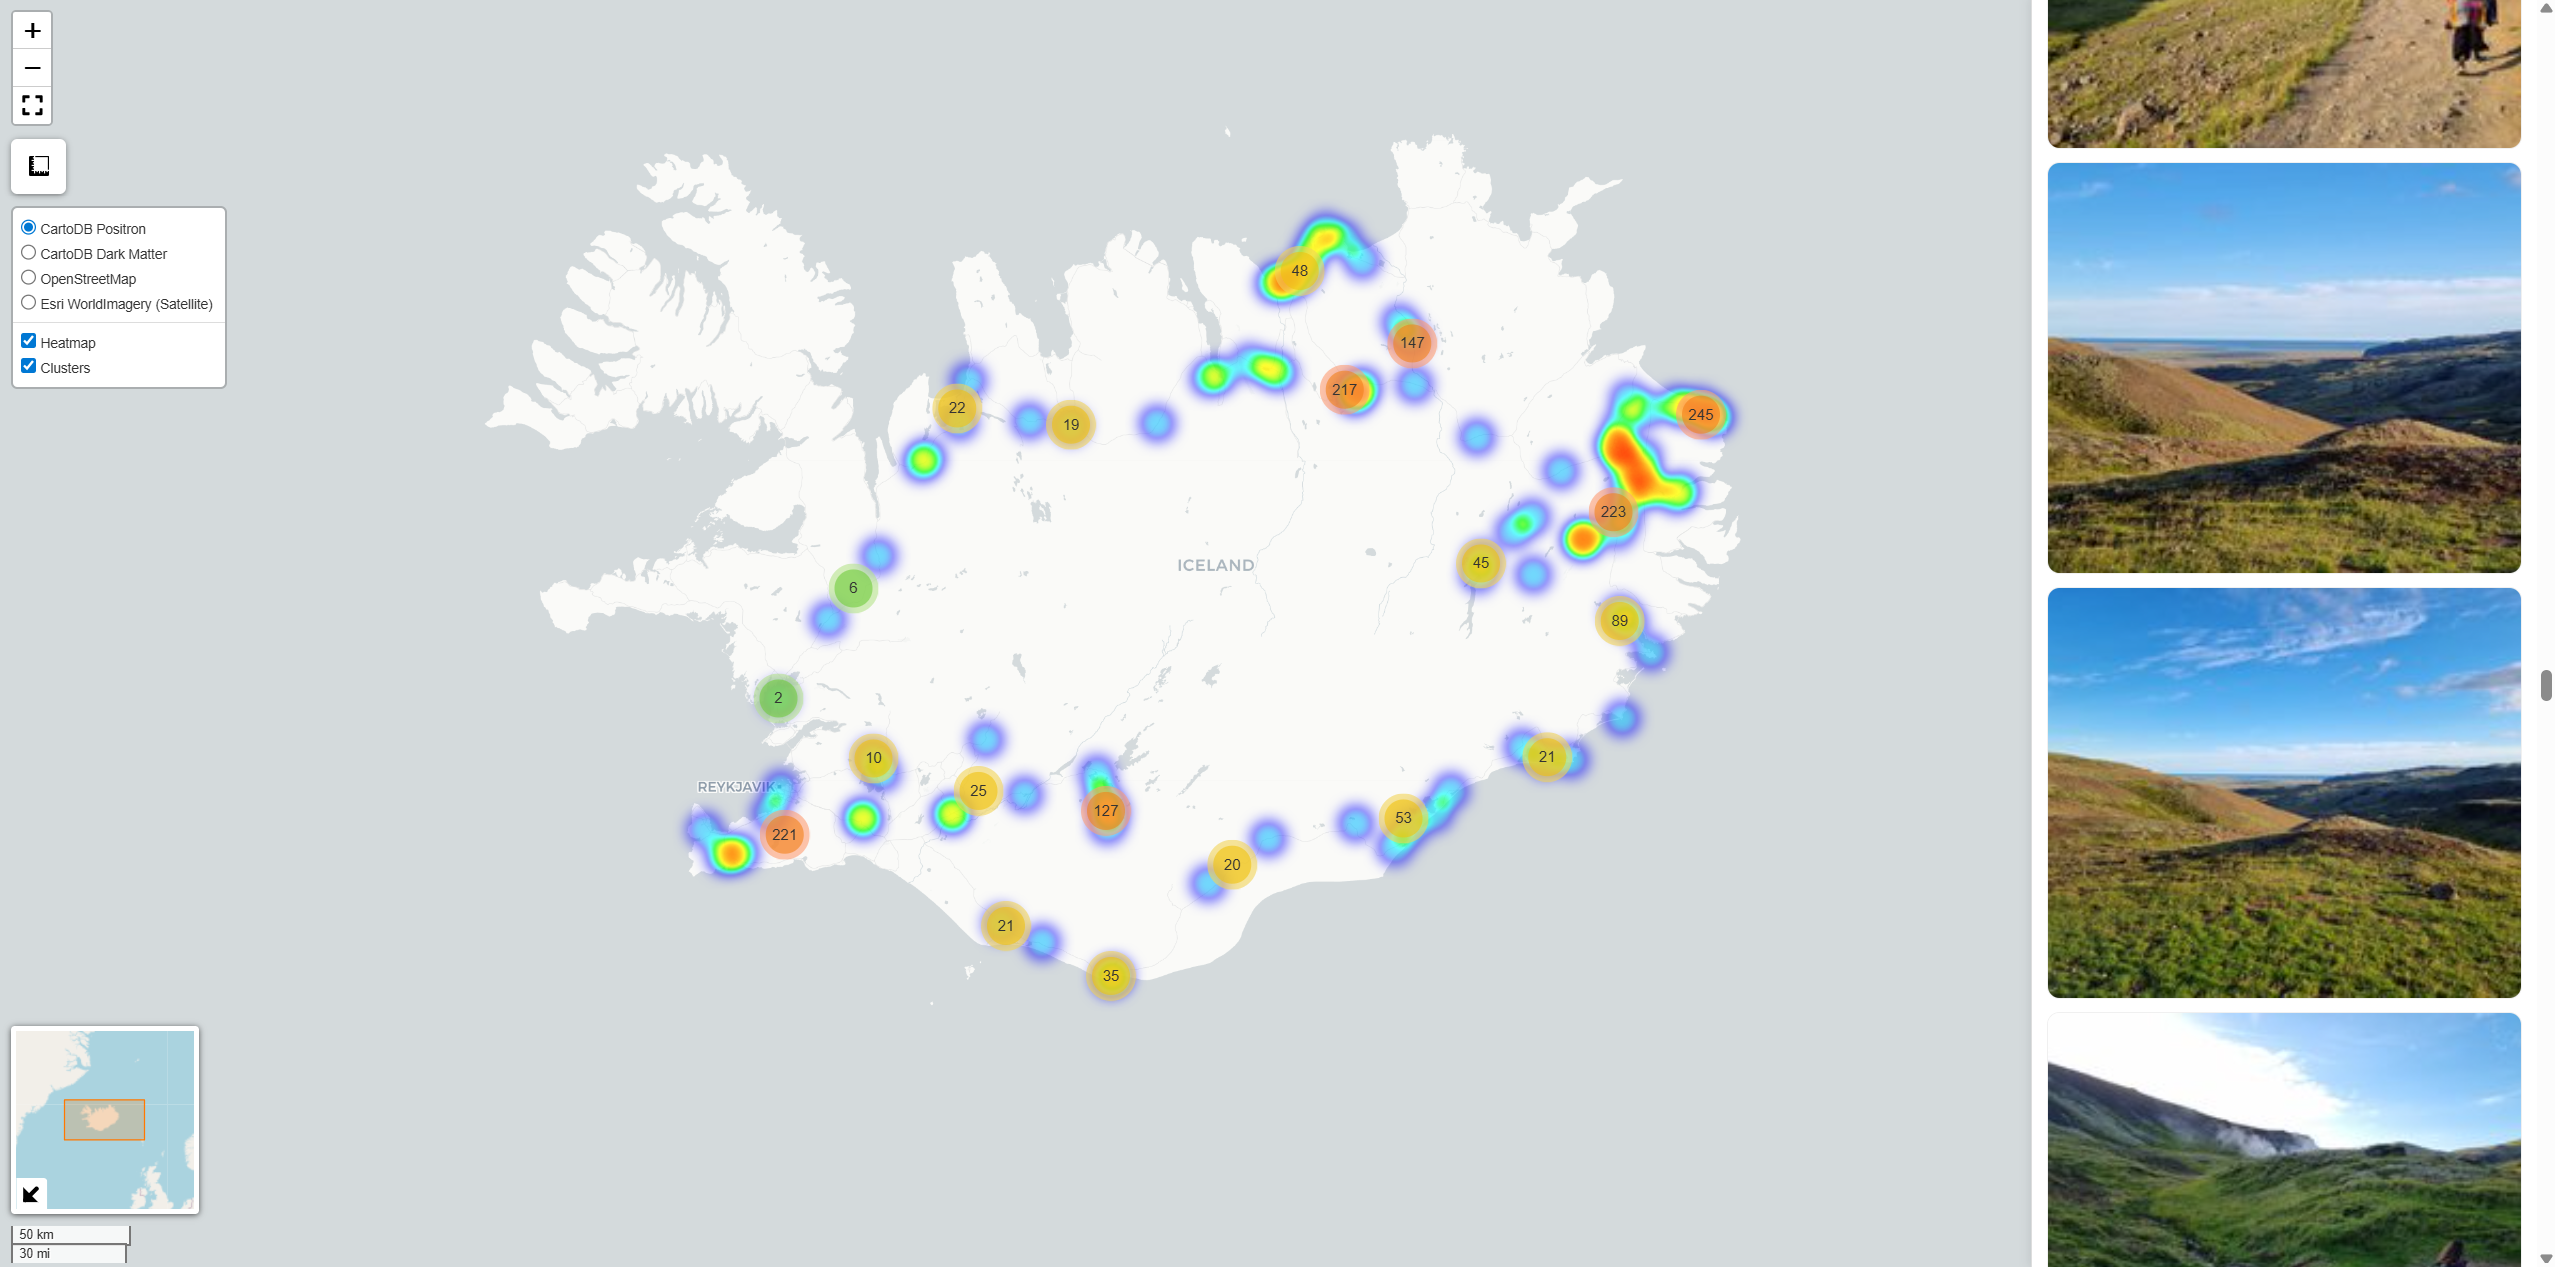 +
−
CartoDB Positron
CartoDB Dark Matter
OpenStreetMap
Esri WorldImagery (Satellite)
Heatmap
Clusters
48
147
217
22
19
245
223
45
ICELAND
6
89
2
21
10
REYKJAVIK
25
127
53
221
20
21
35
50 km
30 mi